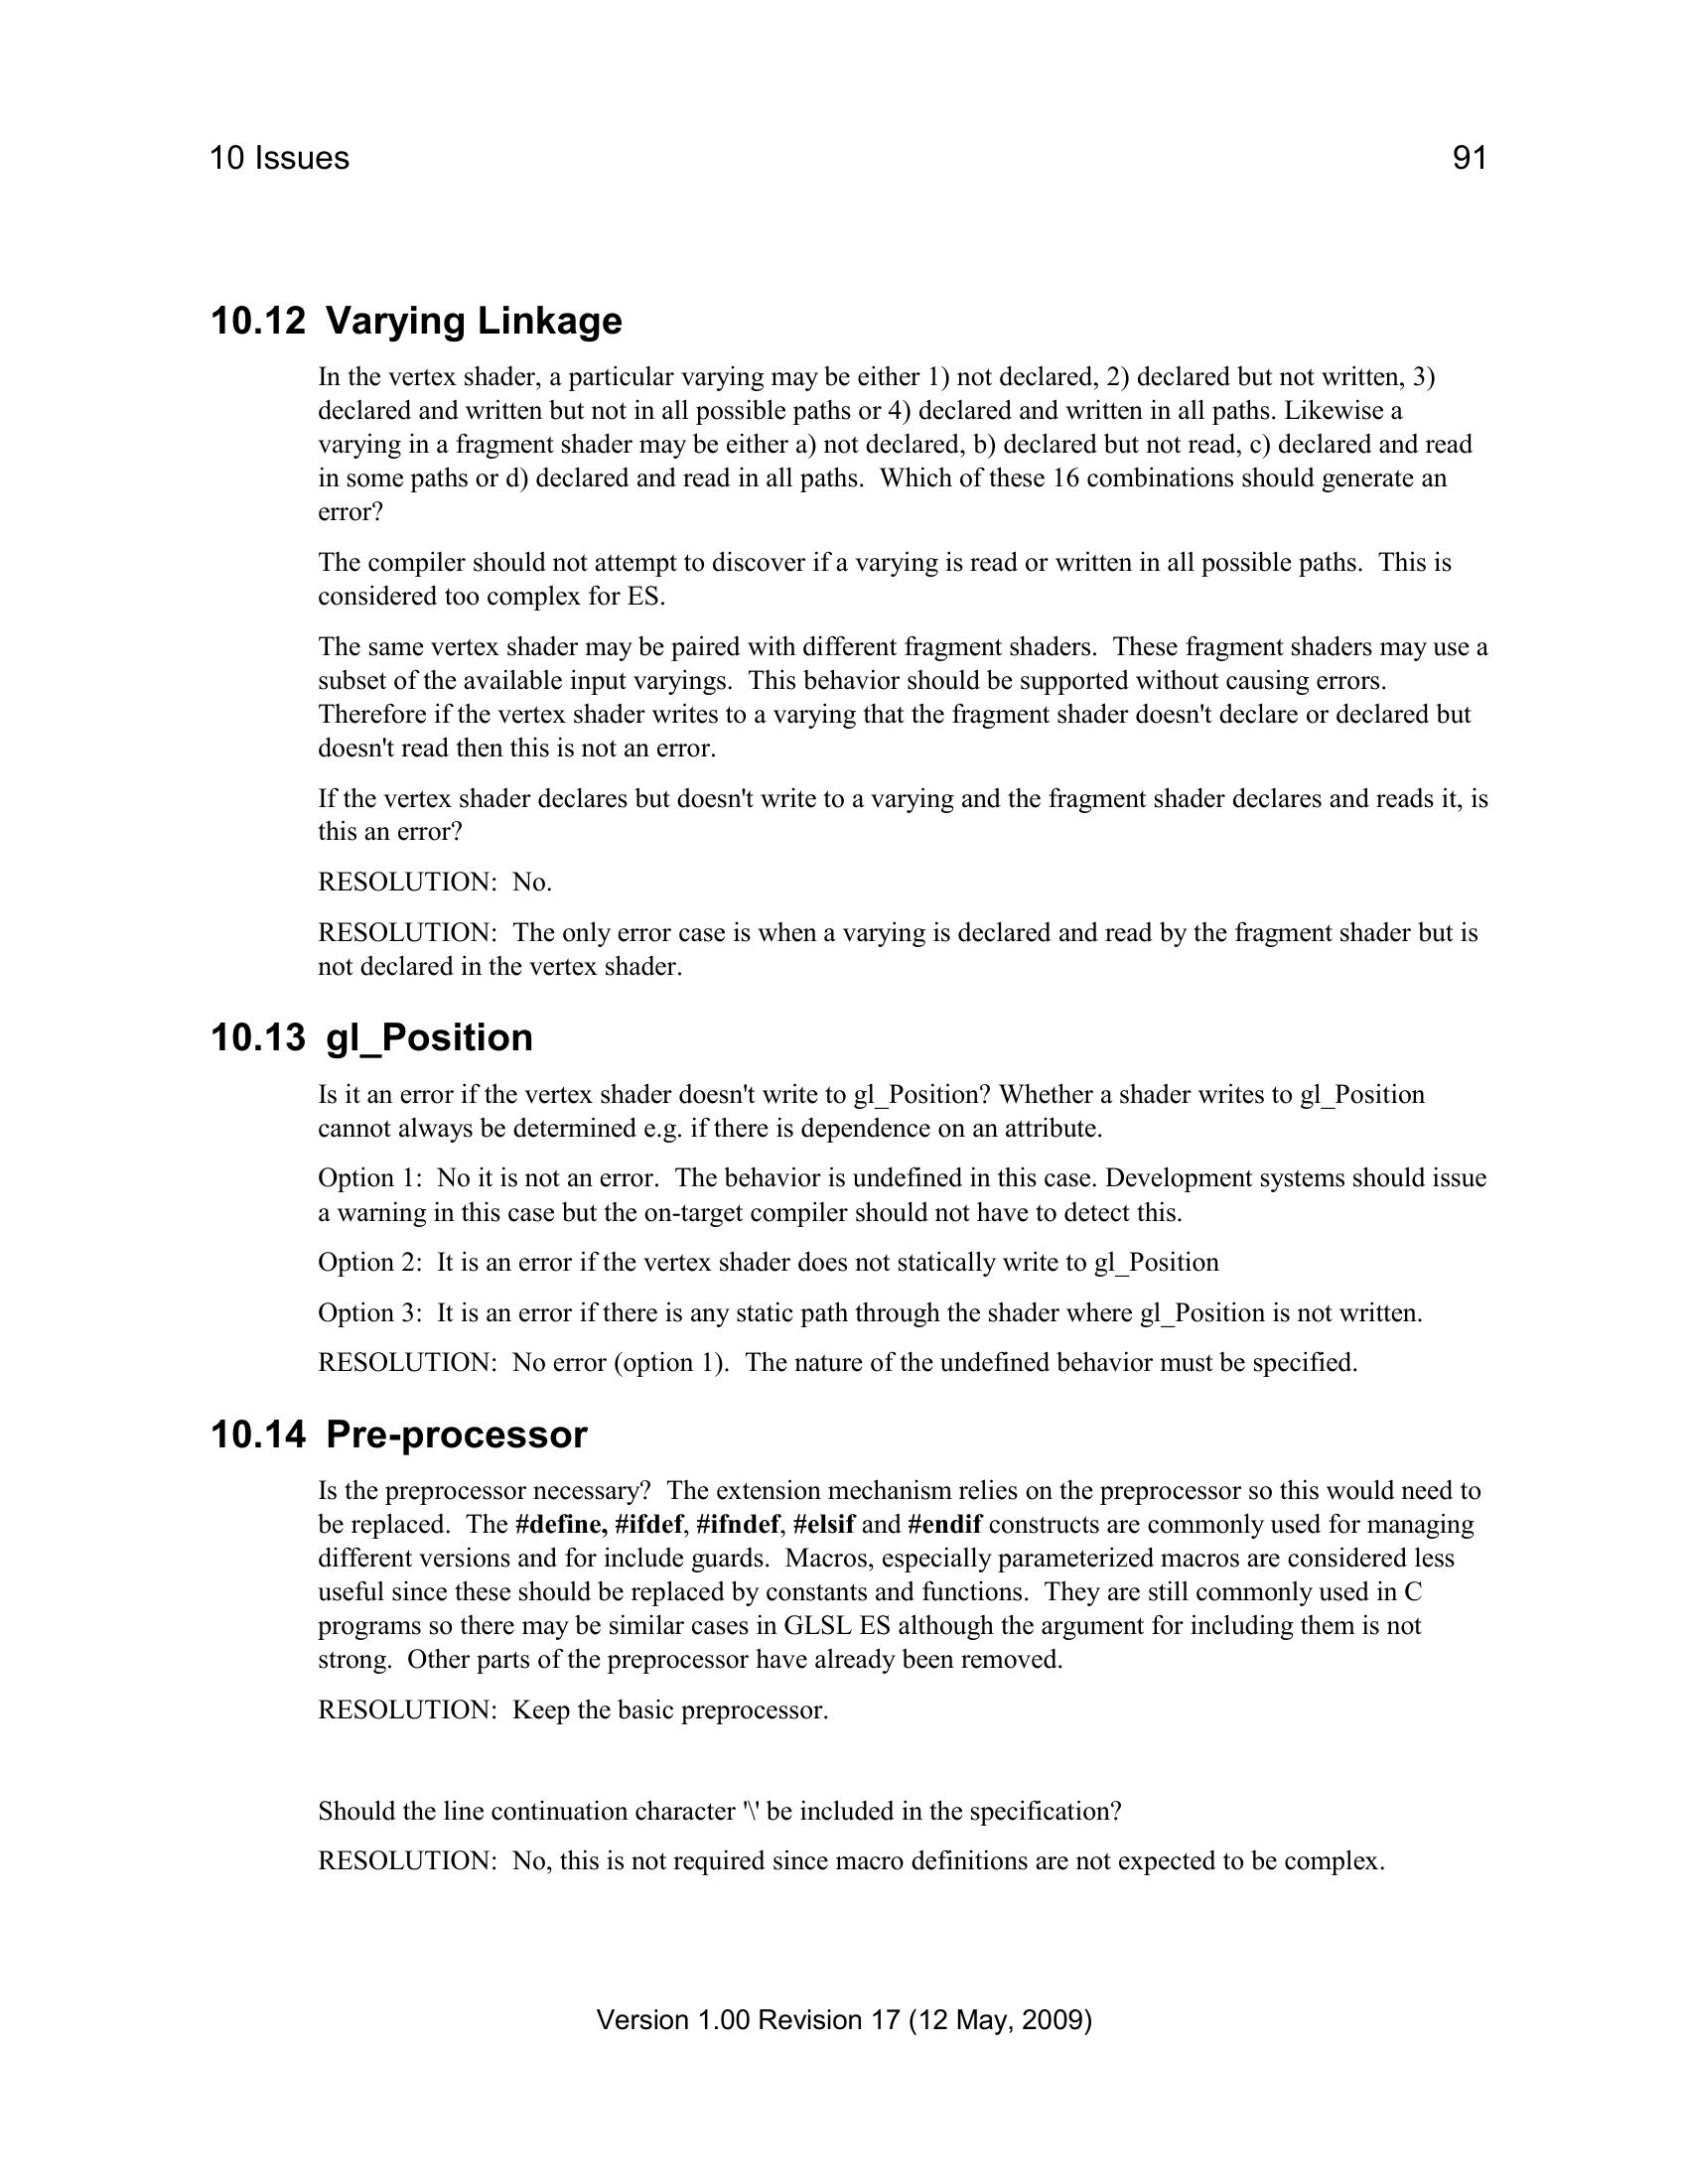 10 Issues 91
10.12 Varying Linkage
In the vertex shader, a particular varying may be either 1) not declared, 2) declared but not written, 3)
declared and written but not in all possible paths or 4) declared and written in all paths. Likewise a
varying in a fragment shader may be either a) not declared, b) declared but not read, c) declared and read
in some paths or d) declared and read in all paths.  Which of these 16 combinations should generate an
error?
The compiler should not attempt to discover if a varying is read or written in all possible paths.  This is
considered too complex for ES.
The same vertex shader may be paired with different fragment shaders.  These fragment shaders may use a
subset of the available input varyings.  This behavior should be supported without causing errors.
Therefore if the vertex shader writes to a varying that the fragment shader doesn't declare or declared but
doesn't read then this is not an error.
If the vertex shader declares but doesn't write to a varying and the fragment shader declares and reads it, is
this an error?
RESOLUTION:  No.
RESOLUTION:  The only error case is when a varying is declared and read by the fragment shader but is
not declared in the vertex shader.
10.13 gl_Position
Is it an error if the vertex shader doesn't write to gl_Position? Whether a shader writes to gl_Position
cannot always be determined e.g. if there is dependence on an attribute.
Option 1:  No it is not an error.  The behavior is undefined in this case. Development systems should issue
a warning in this case but the on-target compiler should not have to detect this.
Option 2:  It is an error if the vertex shader does not statically write to gl_Position
Option 3:  It is an error if there is any static path through the shader where gl_Position is not written.
RESOLUTION:  No error (option 1).  The nature of the undefined behavior must be specified.
10.14 Pre-processor
Is the preprocessor necessary?  The extension mechanism relies on the preprocessor so this would need to
be replaced.  The #define, #ifdef, #ifndef, #elsif and #endif constructs are commonly used for managing
different versions and for include guards.  Macros, especially parameterized macros are considered less
useful since these should be replaced by constants and functions.  They are still commonly used in C
programs so there may be similar cases in GLSL ES although the argument for including them is not
strong.  Other parts of the preprocessor have already been removed.
RESOLUTION:  Keep the basic preprocessor.
Should the line continuation character '\' be included in the specification?
RESOLUTION:  No, this is not required since macro definitions are not expected to be complex.
Version 1.00 Revision 17 (12 May, 2009)